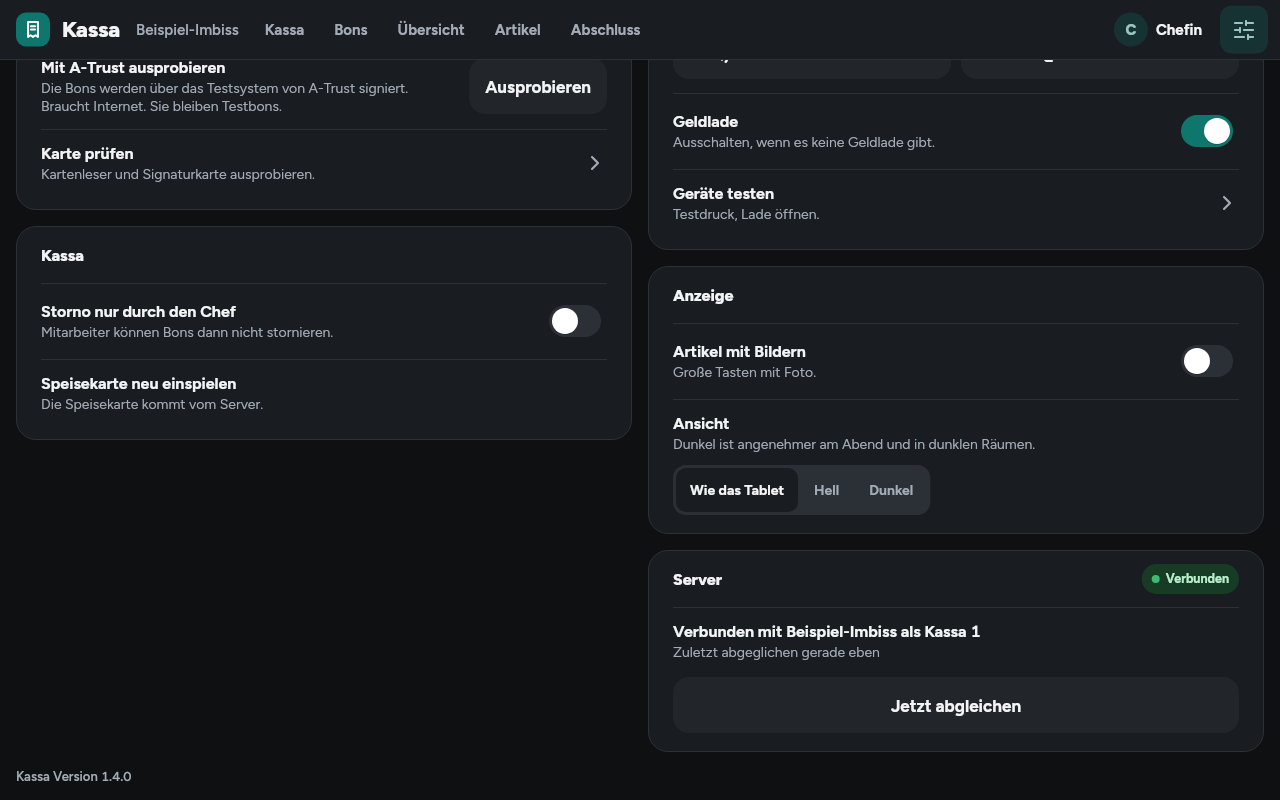 Kassa
Beispiel-Imbiss
Kassa
Bons
Übersicht
Artikel
Abschluss
C
Chefin
Mit A-Trust ausprobieren
Die Bons werden über das Testsystem von A-Trust signiert.
Braucht Internet. Sie bleiben Testbons.
Ausprobieren
Karte prüfen
Kartenleser und Signaturkarte ausprobieren.
Kassa
Storno nur durch den Chef
Mitarbeiter können Bons dann nicht stornieren.
Speisekarte neu einspielen
Die Speisekarte kommt vom Server.
Geldlade
Ausschalten, wenn es keine Geldlade gibt.
Geräte testen
Testdruck, Lade öffnen.
Anzeige
Artikel mit Bildern
Große Tasten mit Foto.
Ansicht
Dunkel ist angenehmer am Abend und in dunklen Räumen.
Wie das Tablet
Hell
Dunkel
Server
Verbunden
Verbunden mit Beispiel-Imbiss als Kassa 1
Zuletzt abgeglichen gerade eben
Jetzt abgleichen
Kassa Version 1.4.0